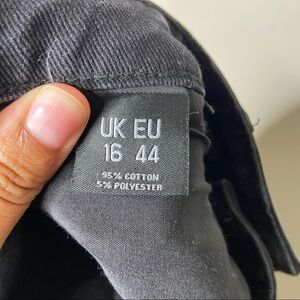 UK EU
16 44
95% COTTON
5% POLYESTER